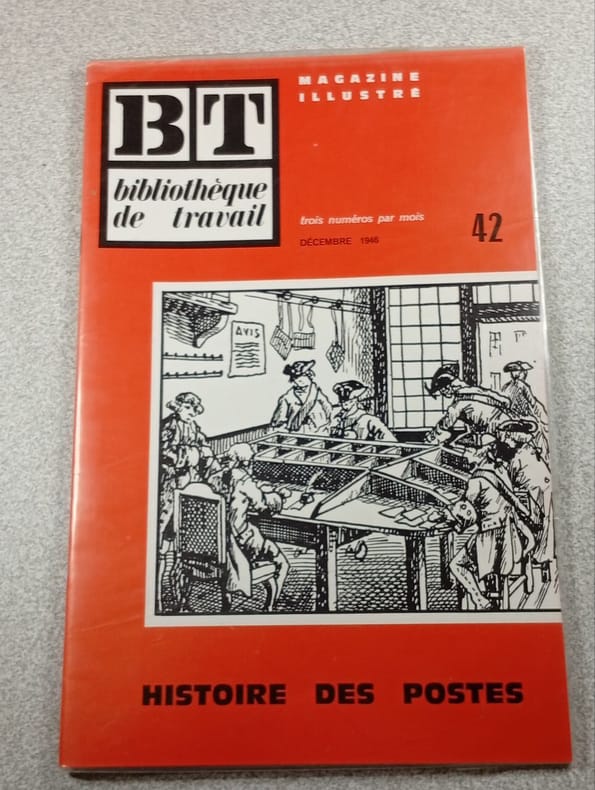 BT
bibliothèque
de travail
MAGAZINE
ILLUSTRÉ
trois numéros par mois
DÉCEMBRE 1946
42
AVIS
HISTOIRE DES POSTES